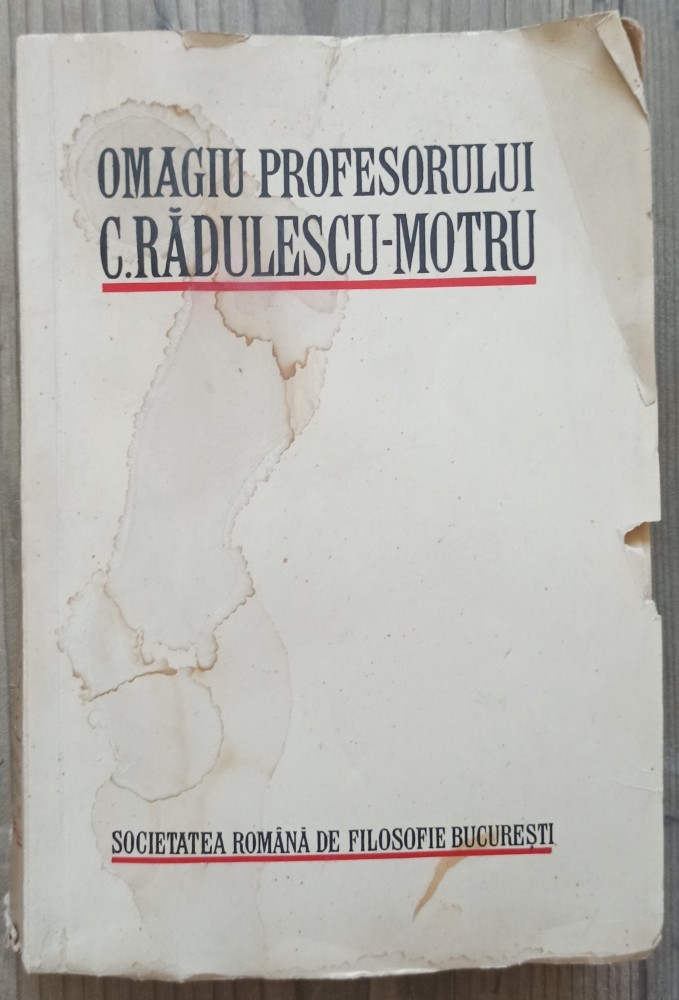 OMAGIU PROFESORULUI
C.RĂDULESCU-MOTRU
SOCIETATEA ROMÂNĂ DE FILOSOFIE BUCUREȘTI